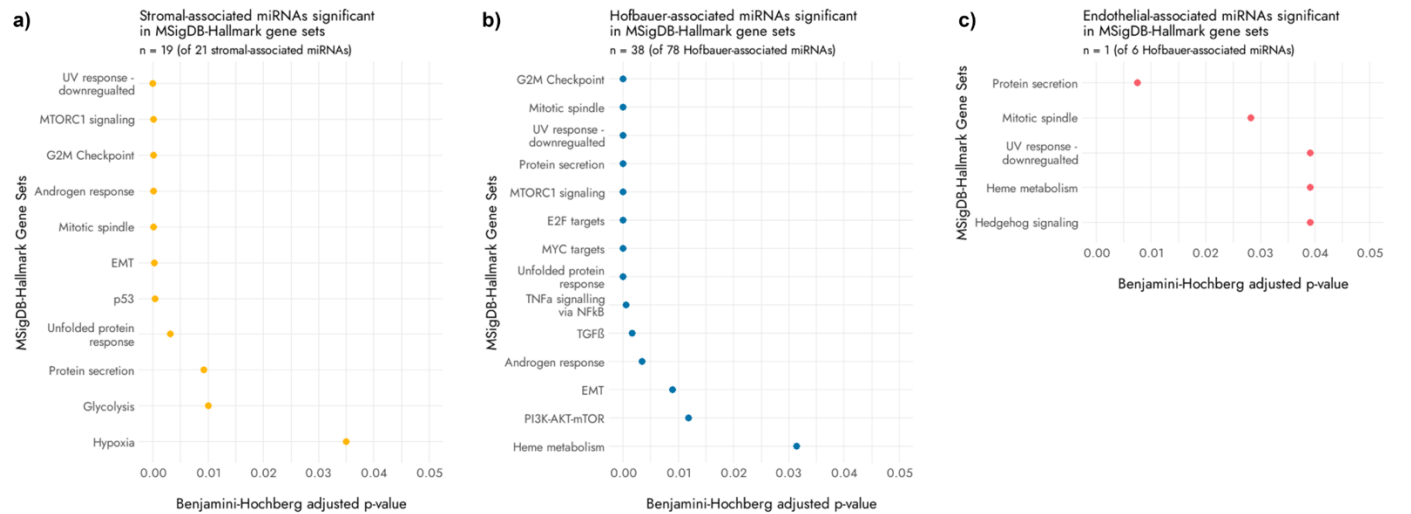 a)
Stromal-associated miRNAs significant
in MSigDB-Hallmark gene sets
n = 19 (of 21 stromal-associated miRNAs)
MSigDB-Hallmark Gene Sets
UV response -
downregualted
MTORC1 signaling
G2M Checkpoint
Androgen response
Mitotic spindle
EMT
p53
Unfolded protein
response
Protein secretion
Glycolysis
Hypoxia
0.00 0.01 0.02 0.03 0.04 0.05
Benjamini-Hochberg adjusted p-value
b)
Hofbauer-associated miRNAs significant
in MSigDB-Hallmark gene sets
n = 38 (of 78 Hofbauer-associated miRNAs)
MSigDB-Hallmark Gene Sets
G2M Checkpoint
Mitotic spindle
UV response -
downregualted
Protein secretion
MTORC1 signaling
E2F targets
MYC targets
Unfolded protein
response
TNFa signalling
via NFkB
TGFß
Androgen response
EMT
PI3K-AKT-mTOR
Heme metabolism
0.00 0.01 0.02 0.03 0.04 0.05
Benjamini-Hochberg adjusted p-value
c)
Endothelial-associated miRNAs significant
in MSigDB-Hallmark gene sets
n = 1 (of 6 Hofbauer-associated miRNAs)
MSigDB-Hallmark Gene Sets
Protein secretion
Mitotic spindle
UV response -
downregualted
Heme metabolism
Hedgehog signaling
0.00 0.01 0.02 0.03 0.04 0.05
Benjamini-Hochberg adjusted p-value